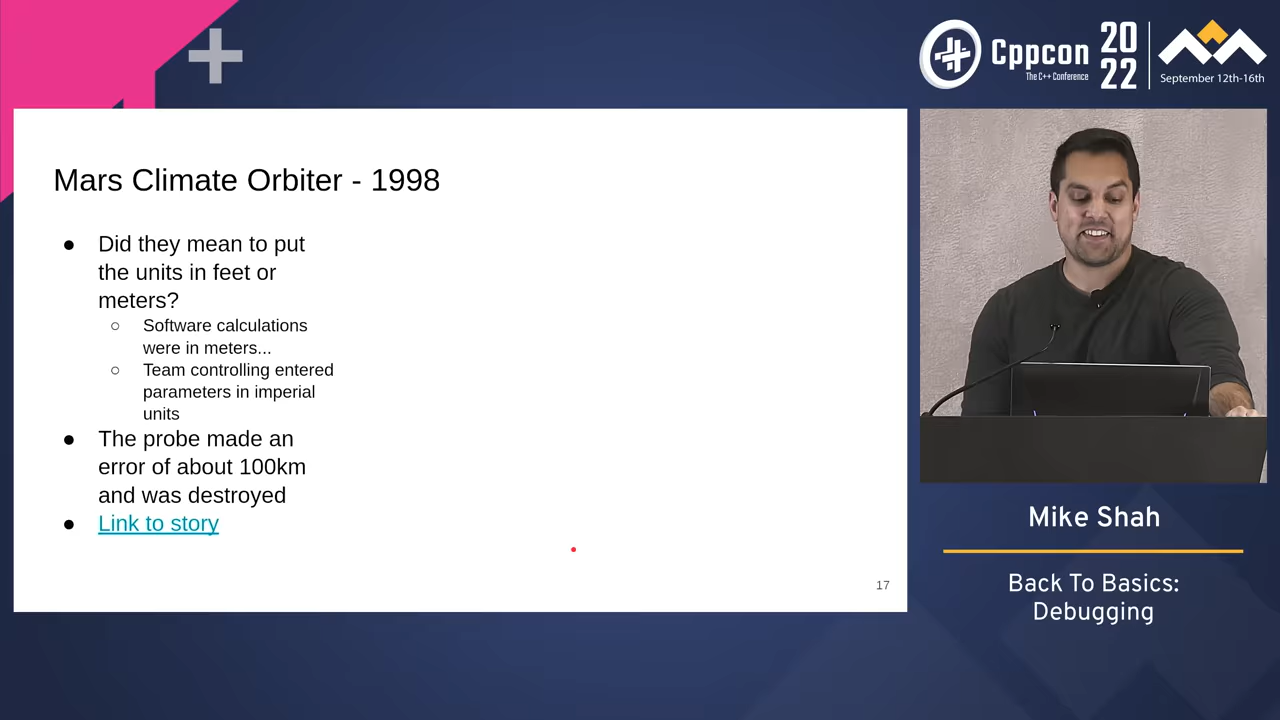 Cppcon
The C++ Conference
20
22
September 12th-16th
Mars Climate Orbiter - 1998
● Did they mean to put
the units in feet or
meters?
○ Software calculations
were in meters...
○ Team controlling entered
parameters in imperial
units
● The probe made an
error of about 100km
and was destroyed
● Link to story
17
Mike Shah
Back To Basics:
Debugging